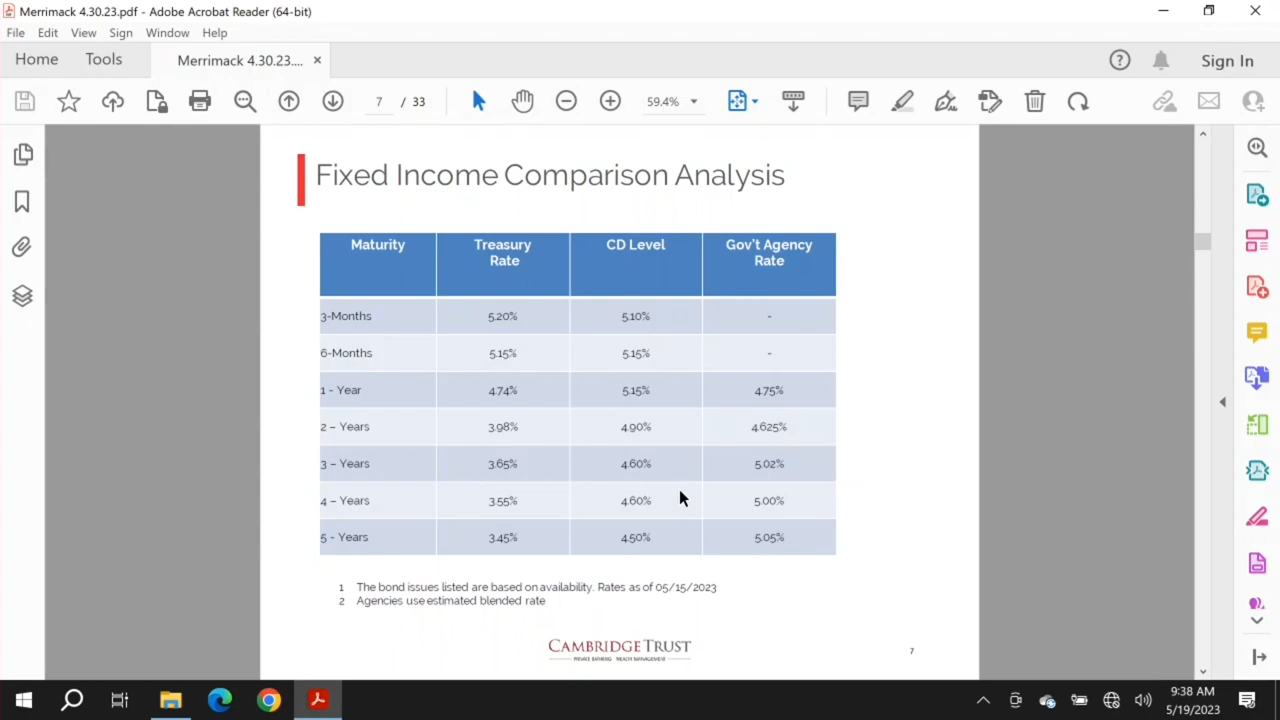 Merrimack 4.30.23.pdf - Adobe Acrobat Reader (64-bit)
File Edit View Sign Window Help
Home Tools Merrimack 4.30.23.... × Sign In
7 / 33 59.4%
Fixed Income Comparison Analysis
Maturity Treasury Rate CD Level Gov't Agency Rate
3-Months 5.20% 5.10% -
6-Months 5.15% 5.15% -
1 - Year 4.74% 5.15% 4.75%
2 – Years 3.98% 4.90% 4.625%
3 – Years 3.65% 4.60% 5.02%
4 – Years 3.55% 4.60% 5.00%
5 - Years 3.45% 4.50% 5.05%
1 The bond issues listed are based on availability. Rates as of 05/15/2023
2 Agencies use estimated blended rate
CAMBRIDGE TRUST
PRIVATE BANKING WEALTH MANAGEMENT
7
9:38 AM
5/19/2023